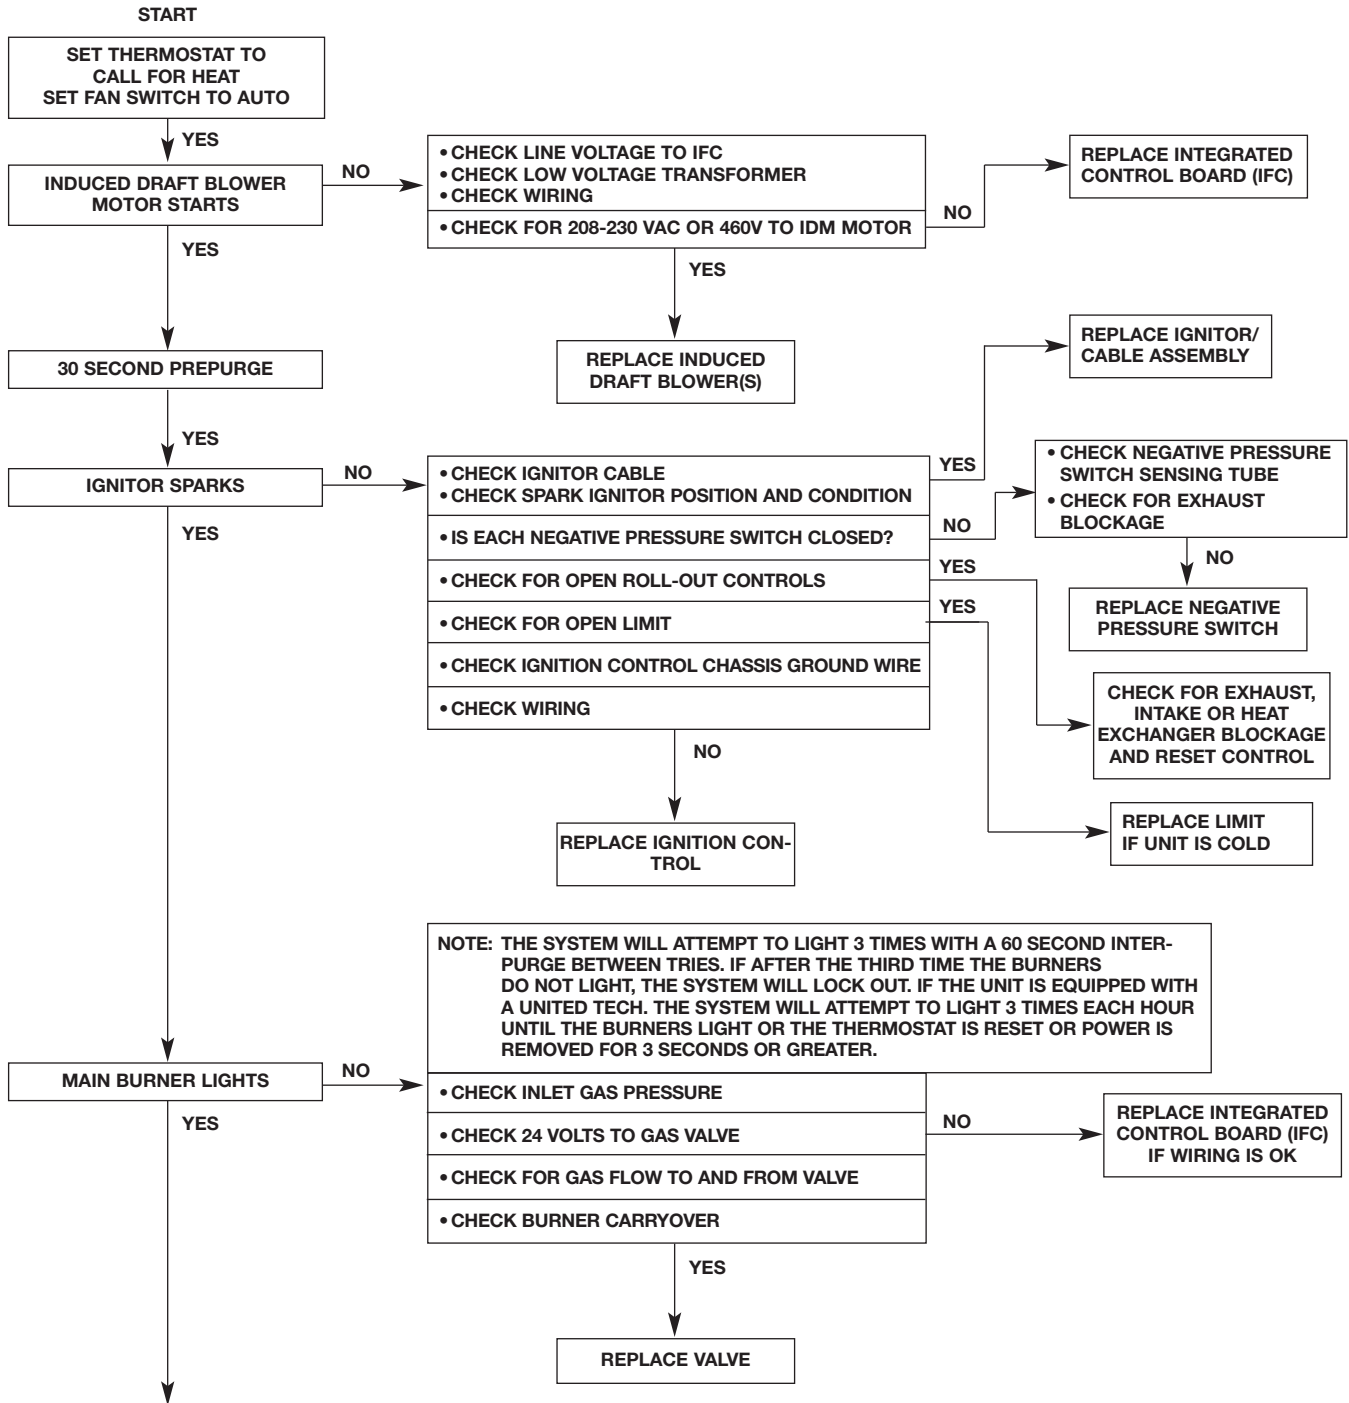 START
SET THERMOSTAT TO
CALL FOR HEAT
SET FAN SWITCH TO AUTO
YES
INDUCED DRAFT BLOWER
MOTOR STARTS
NO
• CHECK LINE VOLTAGE TO IFC
• CHECK LOW VOLTAGE TRANSFORMER
• CHECK WIRING
• CHECK FOR 208-230 VAC OR 460V TO IDM MOTOR
NO
REPLACE INTEGRATED
CONTROL BOARD (IFC)
YES
REPLACE INDUCED
DRAFT BLOWER(S)
YES
30 SECOND PREPURGE
YES
IGNITOR SPARKS
NO
• CHECK IGNITOR CABLE
• CHECK SPARK IGNITOR POSITION AND CONDITION
YES
REPLACE IGNITOR/
CABLE ASSEMBLY
• IS EACH NEGATIVE PRESSURE SWITCH CLOSED?
NO
• CHECK NEGATIVE PRESSURE
SWITCH SENSING TUBE
• CHECK FOR EXHAUST
BLOCKAGE
NO
REPLACE NEGATIVE
PRESSURE SWITCH
• CHECK FOR OPEN ROLL-OUT CONTROLS
YES
CHECK FOR EXHAUST,
INTAKE OR HEAT
EXCHANGER BLOCKAGE
AND RESET CONTROL
• CHECK FOR OPEN LIMIT
YES
REPLACE LIMIT
IF UNIT IS COLD
• CHECK IGNITION CONTROL CHASSIS GROUND WIRE
• CHECK WIRING
NO
REPLACE IGNITION CON-
TROL
YES
NOTE: THE SYSTEM WILL ATTEMPT TO LIGHT 3 TIMES WITH A 60 SECOND INTER-
PURGE BETWEEN TRIES. IF AFTER THE THIRD TIME THE BURNERS
DO NOT LIGHT, THE SYSTEM WILL LOCK OUT. IF THE UNIT IS EQUIPPED WITH
A UNITED TECH. THE SYSTEM WILL ATTEMPT TO LIGHT 3 TIMES EACH HOUR
UNTIL THE BURNERS LIGHT OR THE THERMOSTAT IS RESET OR POWER IS
REMOVED FOR 3 SECONDS OR GREATER.
MAIN BURNER LIGHTS
NO
• CHECK INLET GAS PRESSURE
• CHECK 24 VOLTS TO GAS VALVE
NO
REPLACE INTEGRATED
CONTROL BOARD (IFC)
IF WIRING IS OK
• CHECK FOR GAS FLOW TO AND FROM VALVE
• CHECK BURNER CARRYOVER
YES
REPLACE VALVE
YES